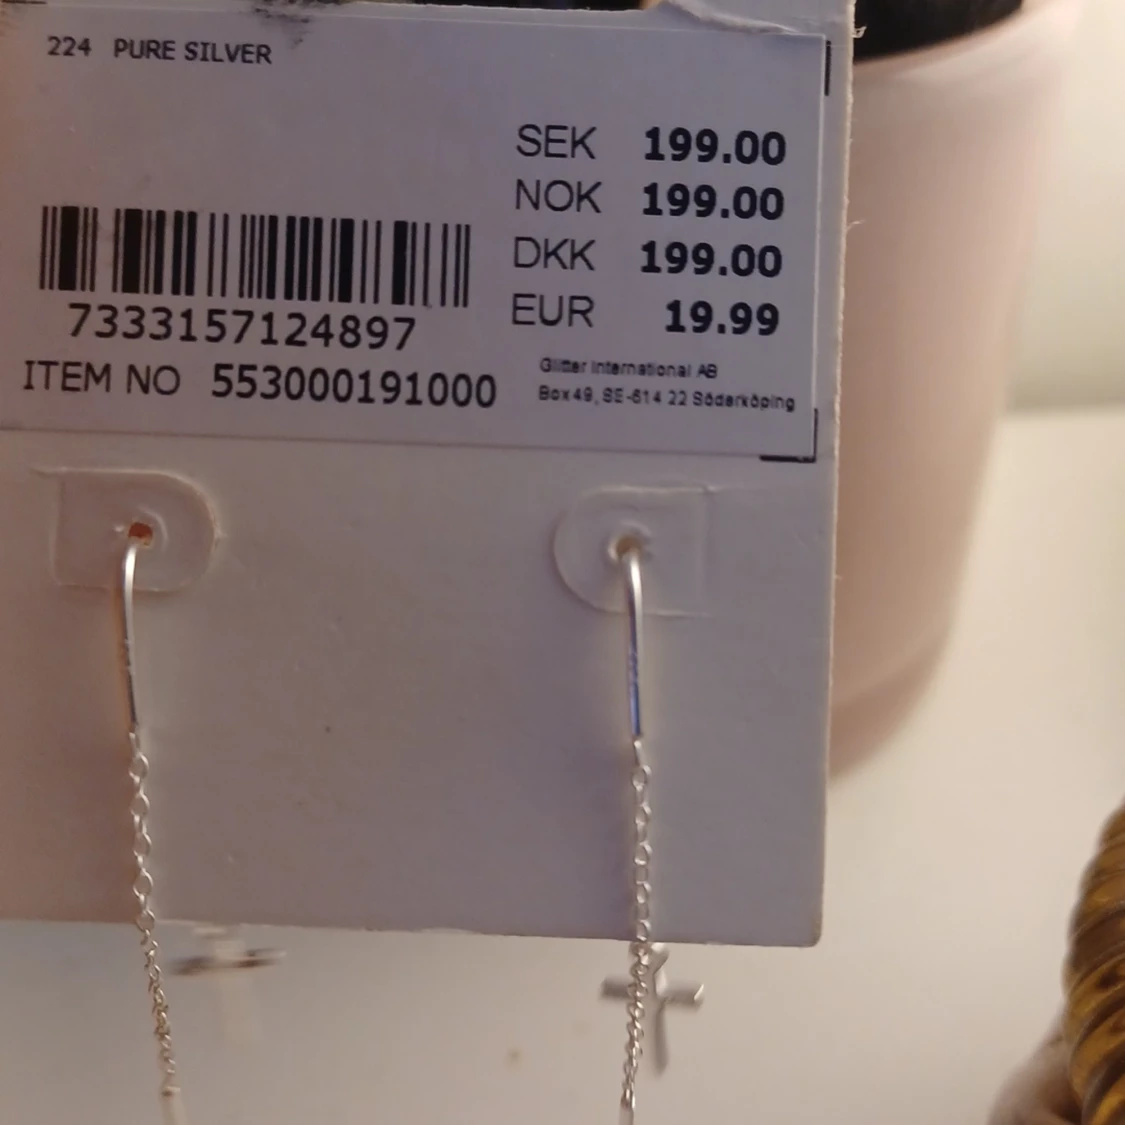 224 PURE SILVER
SEK 199.00
NOK 199.00
DKK 199.00
EUR 19.99
7333157124897
ITEM NO 553000191000
Glitter International AB
Box 49, SE-614 22 Söderköping